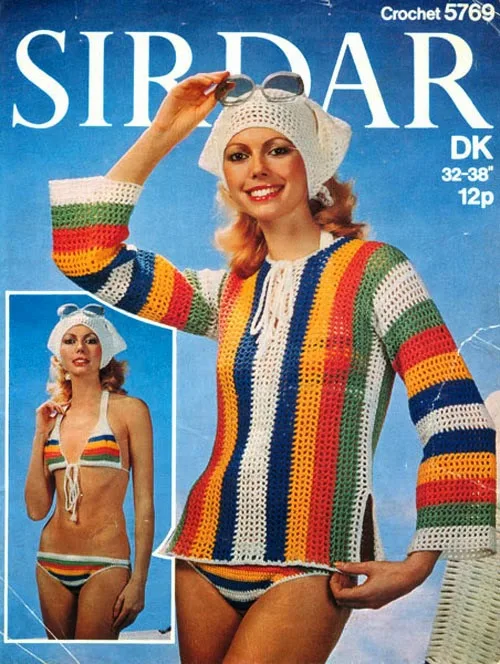 Crochet 5769
SIRDAR
DK
32-38"
12p